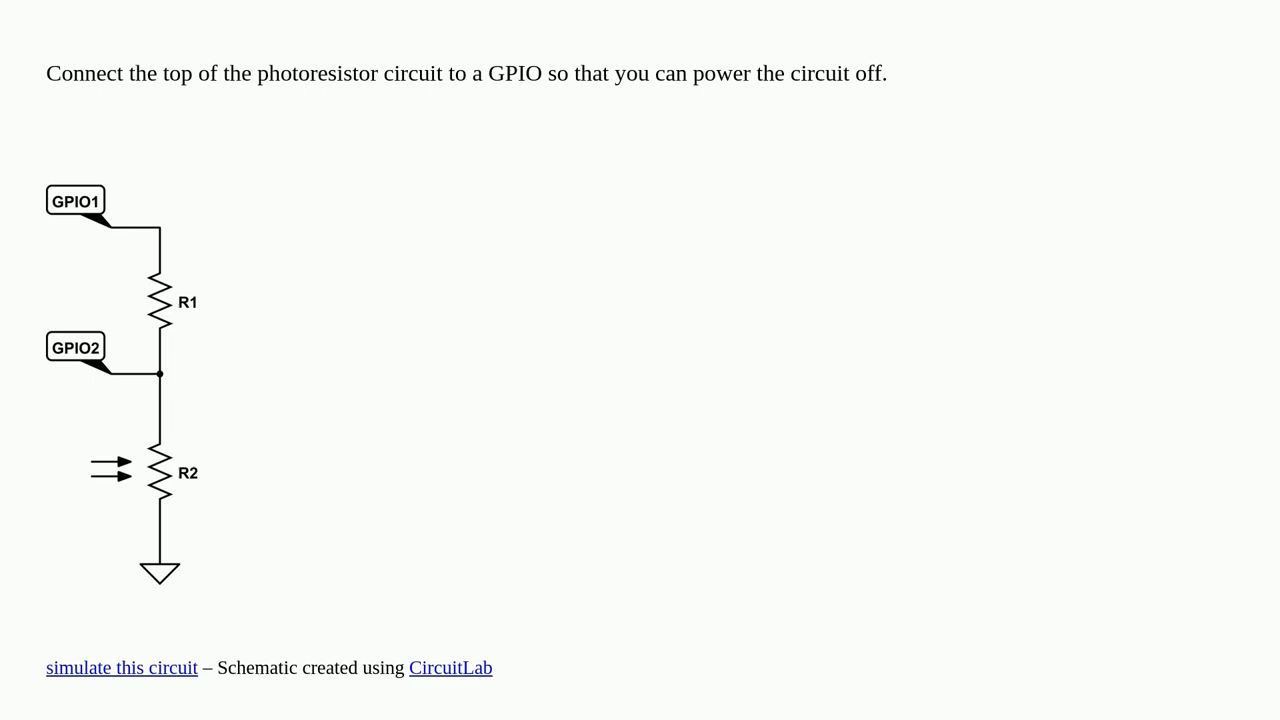 Connect the top of the photoresistor circuit to a GPIO so that you can power the circuit off.
GPIO1
R1
GPIO2
R2
simulate this circuit – Schematic created using CircuitLab